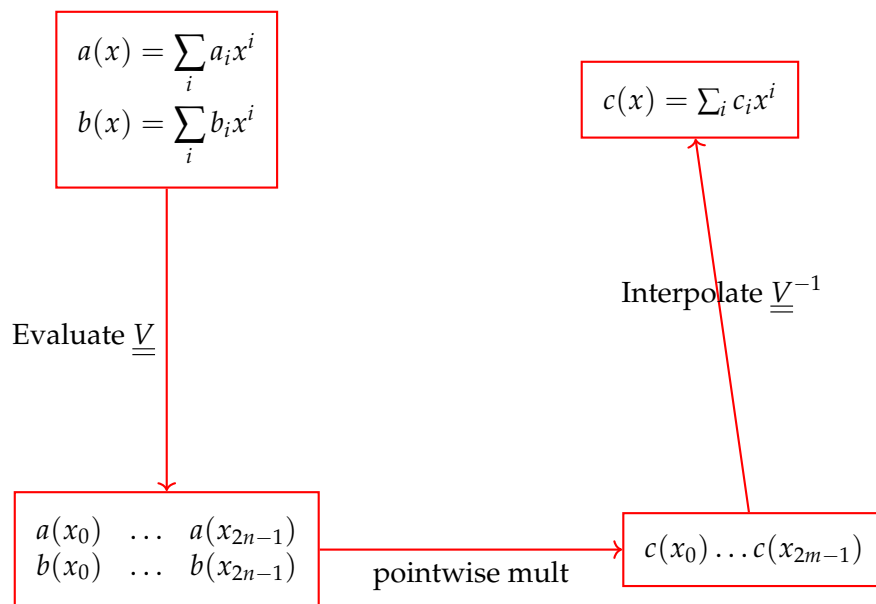 a(x) = ∑_i a_i x^i
b(x) = ∑_i b_i x^i
c(x) = ∑_i c_i x^i
Evaluate V̳
Interpolate V̳^{-1}
a(x_0) … a(x_{2n−1})
b(x_0) … b(x_{2n−1})
pointwise mult
c(x_0) … c(x_{2m−1})